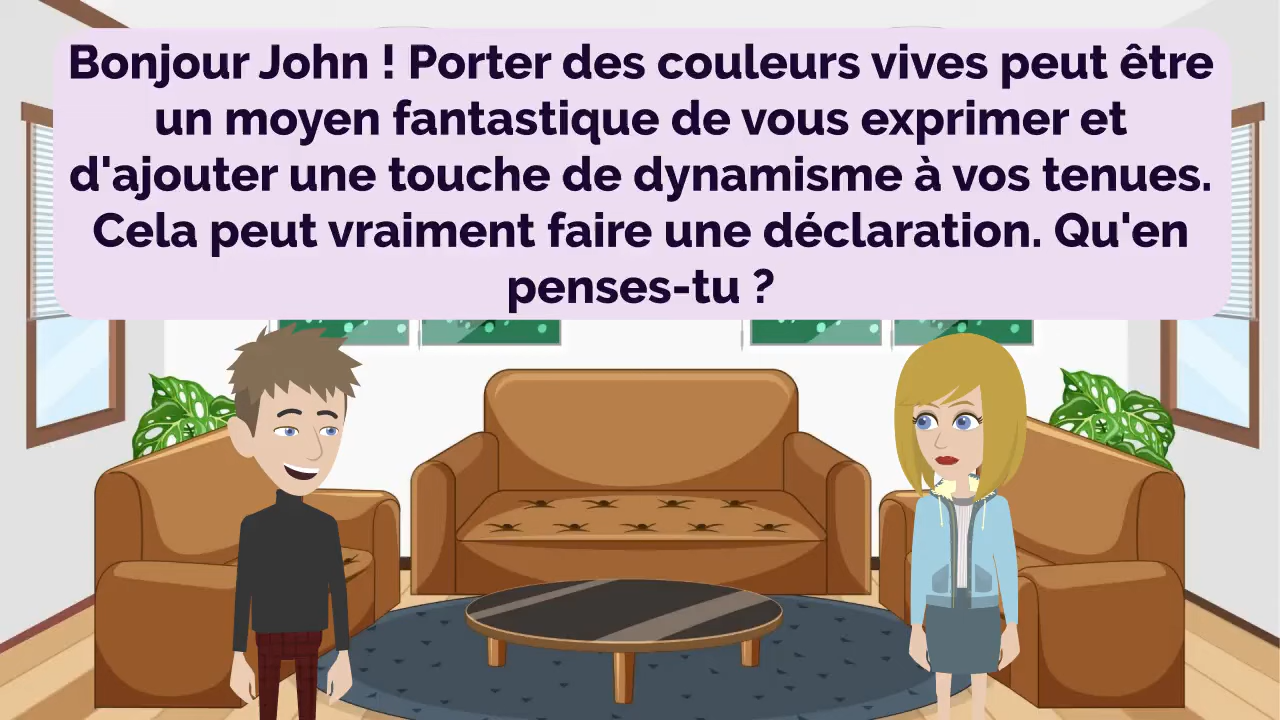 Bonjour John ! Porter des couleurs vives peut être
un moyen fantastique de vous exprimer et
d'ajouter une touche de dynamisme à vos tenues.
Cela peut vraiment faire une déclaration. Qu'en
penses-tu ?